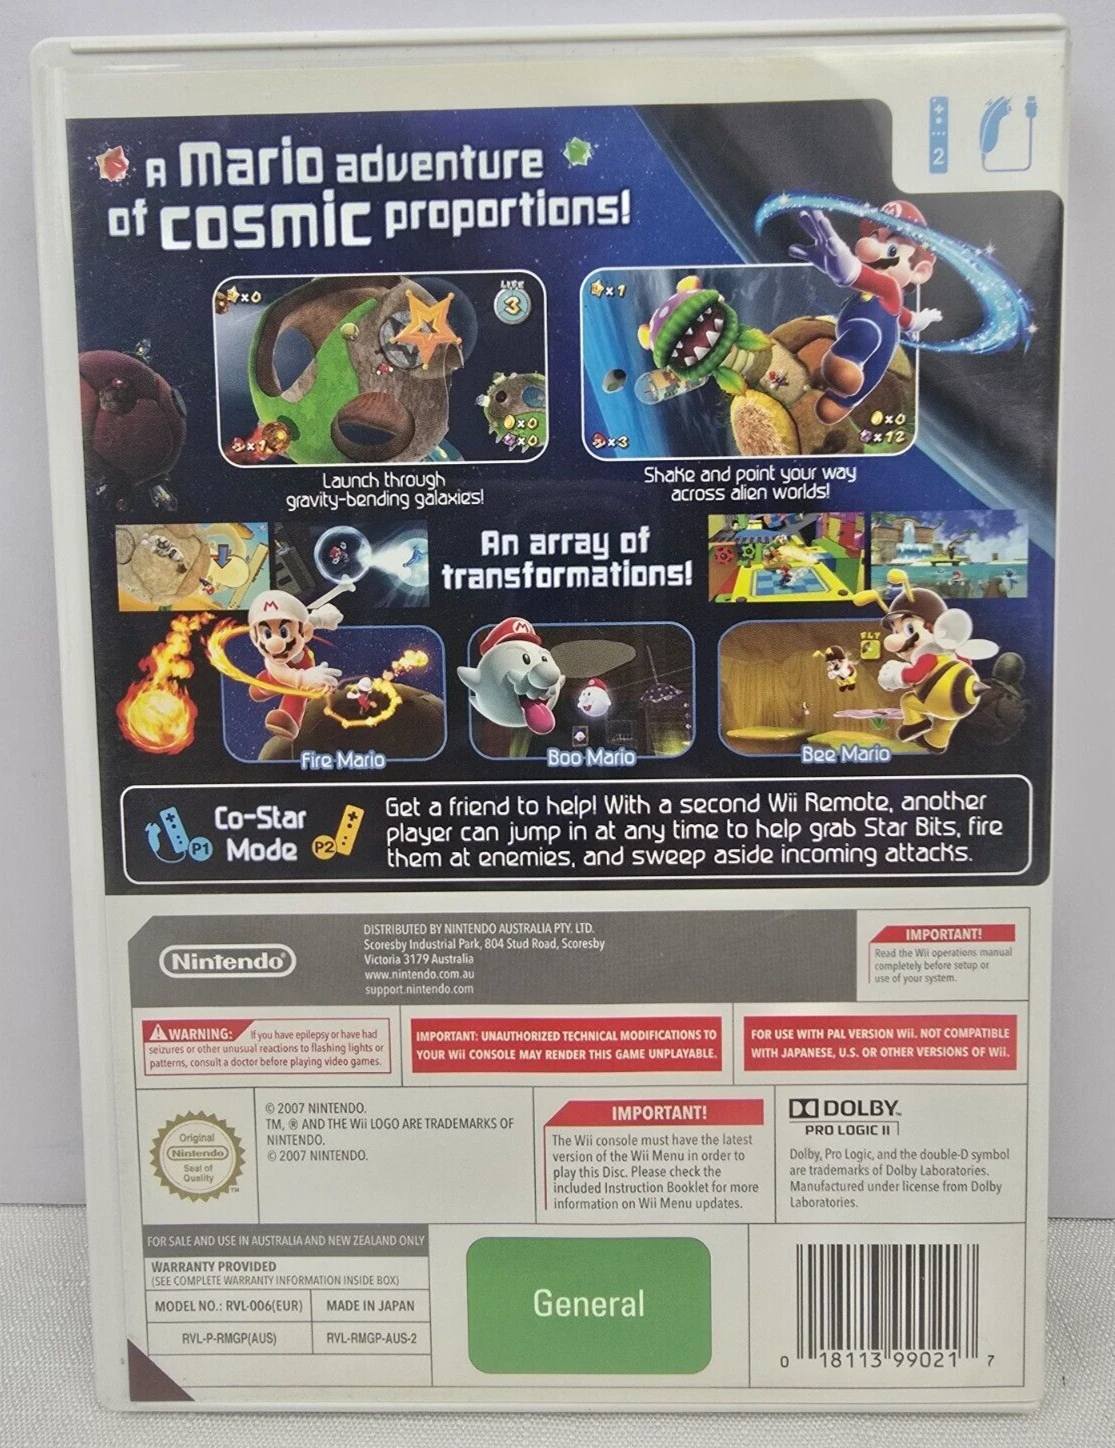 2
A Mario adventure
of cosmic proportions!
x0
LIFE
3
x1
x0
x0
x1
x3
x0
x12
Launch through
gravity-bending galaxies!
Shake and point your way
across alien worlds!
An array of
transformations!
M
M
FLY
Fire Mario
Boo Mario
Bee Mario
P1
Co-Star
Mode
P2
Get a friend to help! With a second Wii Remote, another
player can jump in at any time to help grab Star Bits, fire
them at enemies, and sweep aside incoming attacks.
Nintendo®
DISTRIBUTED BY NINTENDO AUSTRALIA PTY. LTD.
Scoresby Industrial Park, 804 Stud Road, Scoresby
Victoria 3179 Australia
www.nintendo.com.au
support.nintendo.com
IMPORTANT!
Read the Wii operations manual
completely before setup or
use of your system.
WARNING: If you have epilepsy or have had
seizures or other unusual reactions to flashing lights or
patterns, consult a doctor before playing video games.
IMPORTANT: UNAUTHORIZED TECHNICAL MODIFICATIONS TO
YOUR Wii CONSOLE MAY RENDER THIS GAME UNPLAYABLE.
FOR USE WITH PAL VERSION Wii. NOT COMPATIBLE
WITH JAPANESE, U.S. OR OTHER VERSIONS OF Wii.
Original
Nintendo
Seal of
Quality
TM
© 2007 NINTENDO.
TM, ® AND THE Wii LOGO ARE TRADEMARKS OF
NINTENDO.
© 2007 NINTENDO.
IMPORTANT!
The Wii console must have the latest
version of the Wii Menu in order to
play this Disc. Please check the
included Instruction Booklet for more
information on Wii Menu updates.
DOLBY™
PRO LOGIC II
Dolby, Pro Logic, and the double-D symbol
are trademarks of Dolby Laboratories.
Manufactured under license from Dolby
Laboratories.
FOR SALE AND USE IN AUSTRALIA AND NEW ZEALAND ONLY
WARRANTY PROVIDED
(SEE COMPLETE WARRANTY INFORMATION INSIDE BOX)
MODEL NO.: RVL-006(EUR) MADE IN JAPAN
RVL-P-RMGP(AUS) RVL-RMGP-AUS-2
General
0 18113 99021 7